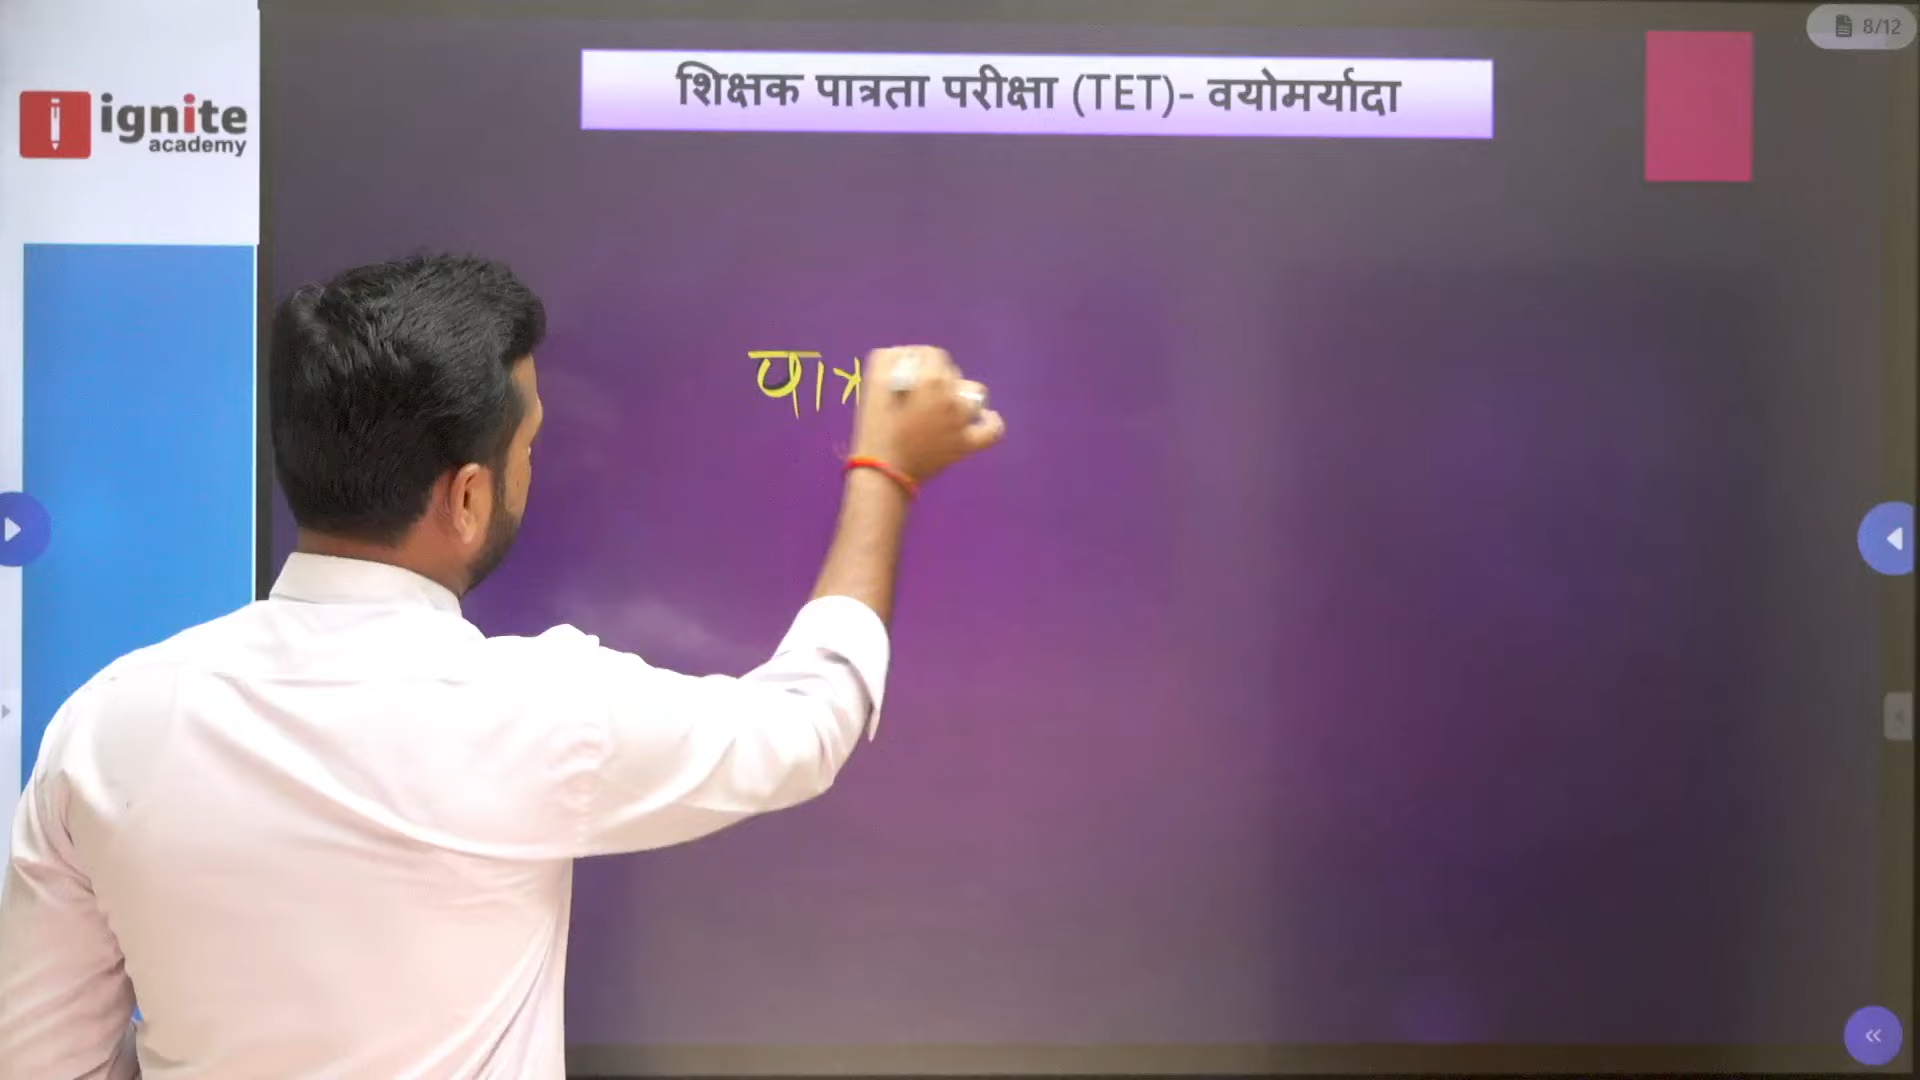 8/12
शिक्षक पात्रता परीक्षा (TET)- वयोमर्यादा
ignite
academy
पात्र